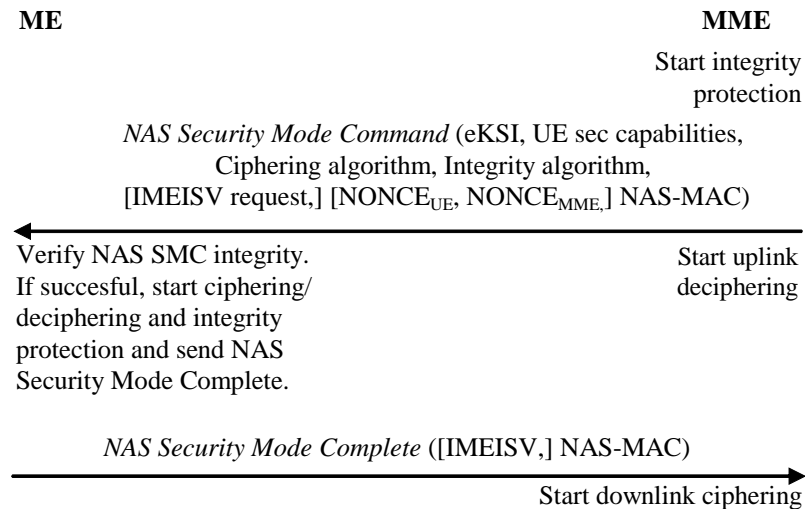 ME
MME
Start integrity
protection
NAS Security Mode Command (eKSI, UE sec capabilities,
Ciphering algorithm, Integrity algorithm,
[IMEISV request,] [NONCE_UE, NONCE_MME,] NAS-MAC)
Verify NAS SMC integrity.
If succesful, start ciphering/
deciphering and integrity
protection and send NAS
Security Mode Complete.
Start uplink
deciphering
NAS Security Mode Complete ([IMEISV,] NAS-MAC)
Start downlink ciphering